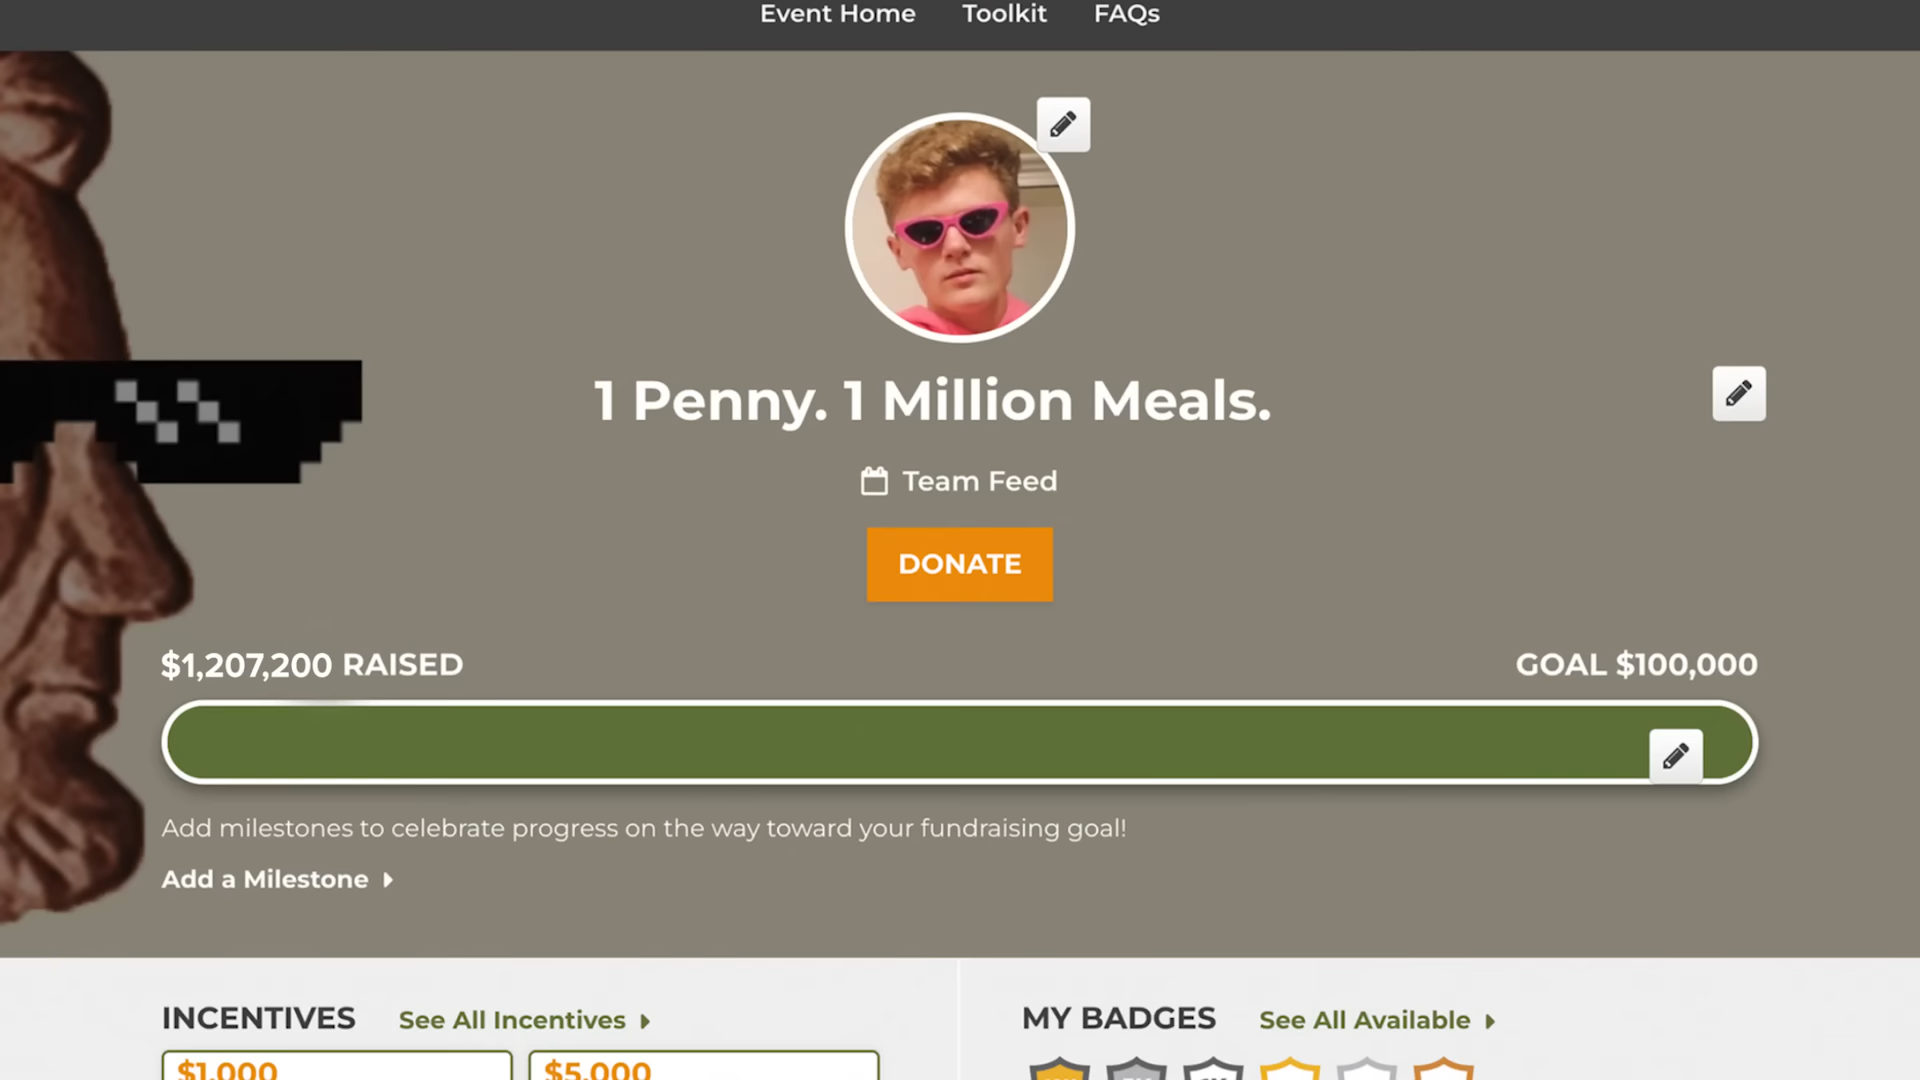 Event Home Toolkit FAQs
1 Penny. 1 Million Meals.
Team Feed
DONATE
$1,207,200 RAISED
GOAL $100,000
Add milestones to celebrate progress on the way toward your fundraising goal!
Add a Milestone
INCENTIVES See All Incentives
MY BADGES See All Available
$1,000
$5,000